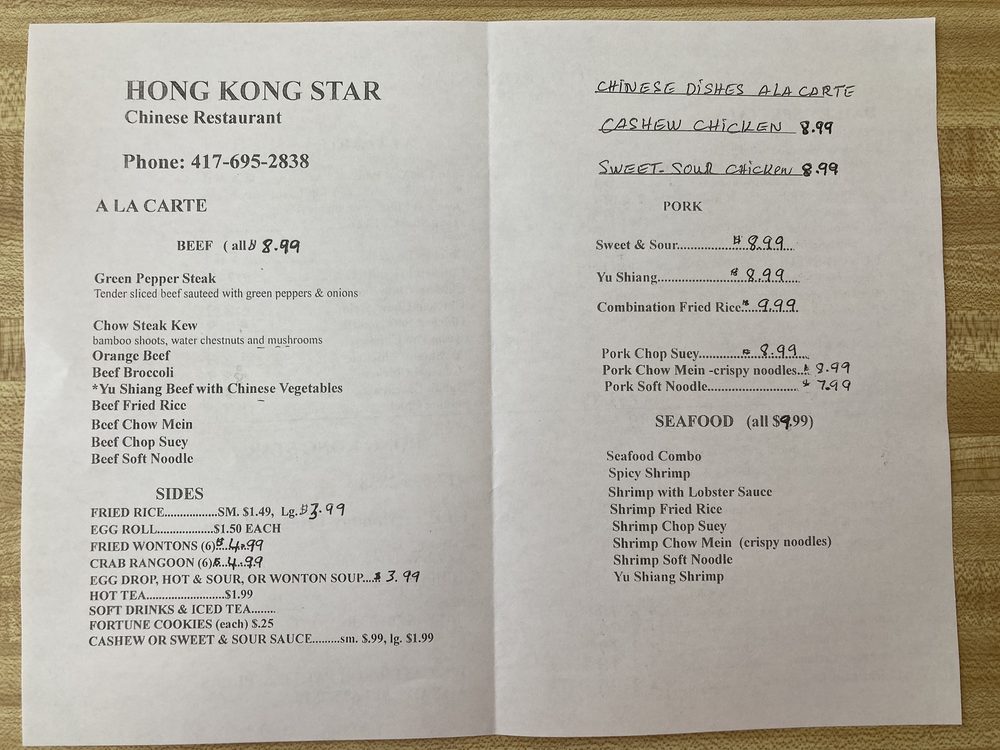 HONG KONG STAR
Chinese Restaurant
Phone: 417-695-2838
A LA CARTE
BEEF (all $ 8.99
Green Pepper Steak
Tender sliced beef sauteed with green peppers & onions
Chow Steak Kew
bamboo shoots, water chestnuts and mushrooms
Orange Beef
Beef Broccoli
*Yu Shiang Beef with Chinese Vegetables
Beef Fried Rice
Beef Chow Mein
Beef Chop Suey
Beef Soft Noodle
SIDES
FRIED RICE.................SM. $1.49, Lg. $3.99
EGG ROLL.................$1.50 EACH
FRIED WONTONS (6)$...4.99
CRAB RANGOON (6)$...4.99
EGG DROP, HOT & SOUR, OR WONTON SOUP....$ 3.99
HOT TEA........................$1.99
SOFT DRINKS & ICED TEA........
FORTUNE COOKIES (each) $.25
CASHEW OR SWEET & SOUR SAUCE.........sm. $.99, lg. $1.99
CHINESE DISHES A LA CARTE
CASHEW CHICKEN 8.99
SWEET-SOUR CHICKEN 8.99
PORK
Sweet & Sour.................$ 8.99
Yu Shiang......................$ 8.99
Combination Fried Rice$....9.99
Pork Chop Suey.............$ 8.99
Pork Chow Mein -crispy noodles..$ 8.99
Pork Soft Noodle...........................$ 7.99
SEAFOOD (all $9.99)
Seafood Combo
Spicy Shrimp
Shrimp with Lobster Sauce
Shrimp Fried Rice
Shrimp Chop Suey
Shrimp Chow Mein (crispy noodles)
Shrimp Soft Noodle
Yu Shiang Shrimp